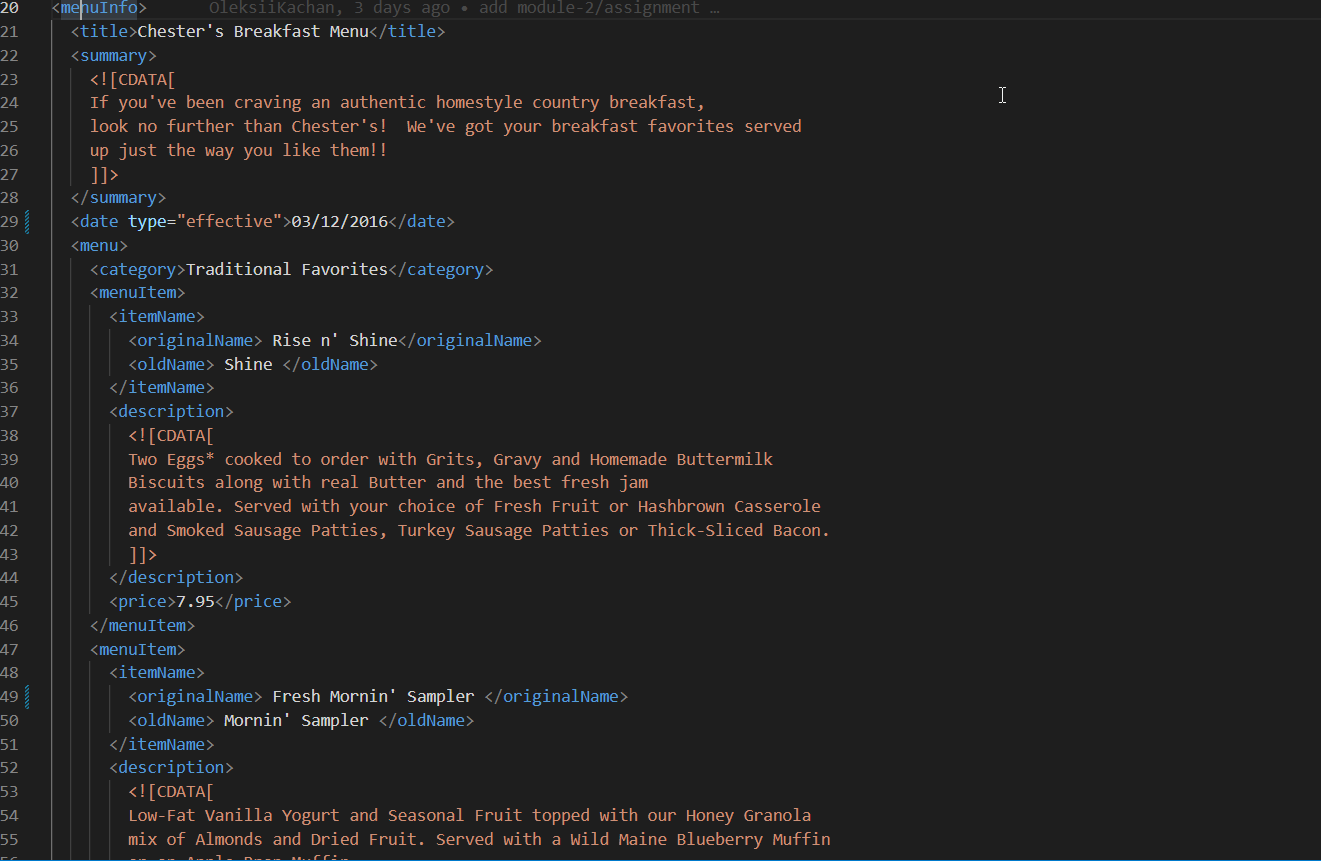 20 <menuInfo> OleksiiKachan, 3 days ago • add module-2/assignment …
21 <title>Chester's Breakfast Menu</title>
22 <summary>
23 <![CDATA[
24 If you've been craving an authentic homestyle country breakfast,
25 look no further than Chester's!  We've got your breakfast favorites served
26 up just the way you like them!!
27 ]]>
28 </summary>
29 <date type="effective">03/12/2016</date>
30 <menu>
31 <category>Traditional Favorites</category>
32 <menuItem>
33 <itemName>
34 <originalName> Rise n' Shine</originalName>
35 <oldName> Shine </oldName>
36 </itemName>
37 <description>
38 <![CDATA[
39 Two Eggs* cooked to order with Grits, Gravy and Homemade Buttermilk
40 Biscuits along with real Butter and the best fresh jam
41 available. Served with your choice of Fresh Fruit or Hashbrown Casserole
42 and Smoked Sausage Patties, Turkey Sausage Patties or Thick-Sliced Bacon.
43 ]]>
44 </description>
45 <price>7.95</price>
46 </menuItem>
47 <menuItem>
48 <itemName>
49 <originalName> Fresh Mornin' Sampler </originalName>
50 <oldName> Mornin' Sampler </oldName>
51 </itemName>
52 <description>
53 <![CDATA[
54 Low-Fat Vanilla Yogurt and Seasonal Fruit topped with our Honey Granola
55 mix of Almonds and Dried Fruit. Served with a Wild Maine Blueberry Muffin